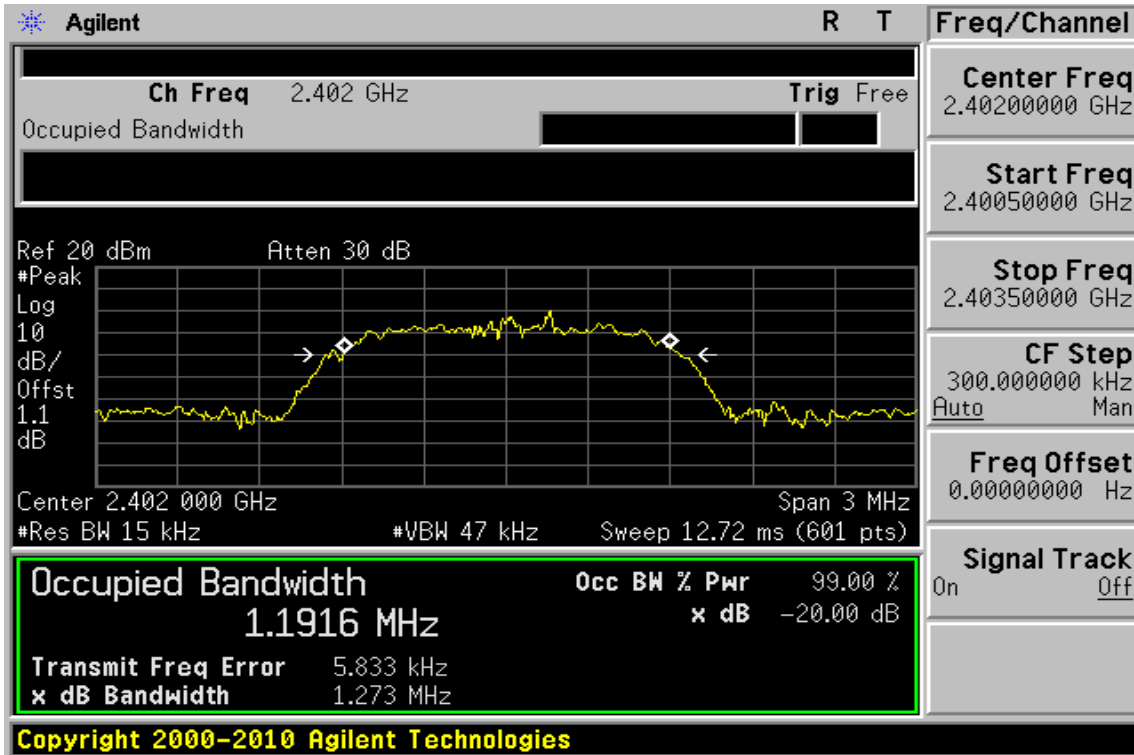 Agilent R T
Freq/Channel
Ch Freq 2.402 GHz Trig Free
Occupied Bandwidth
Ref 20 dBm Atten 30 dB
#Peak
Log
10
dB/
Offst
1.1
dB
Center 2.402 000 GHz Span 3 MHz
#Res BW 15 kHz #VBW 47 kHz Sweep 12.72 ms (601 pts)
Occupied Bandwidth
1.1916 MHz
Occ BW % Pwr 99.00 %
x dB -20.00 dB
Transmit Freq Error 5.833 kHz
x dB Bandwidth 1.273 MHz
Center Freq
2.40200000 GHz
Start Freq
2.40050000 GHz
Stop Freq
2.40350000 GHz
CF Step
300.000000 kHz
Auto Man
Freq Offset
0.00000000 Hz
Signal Track
On Off
Copyright 2000-2010 Agilent Technologies